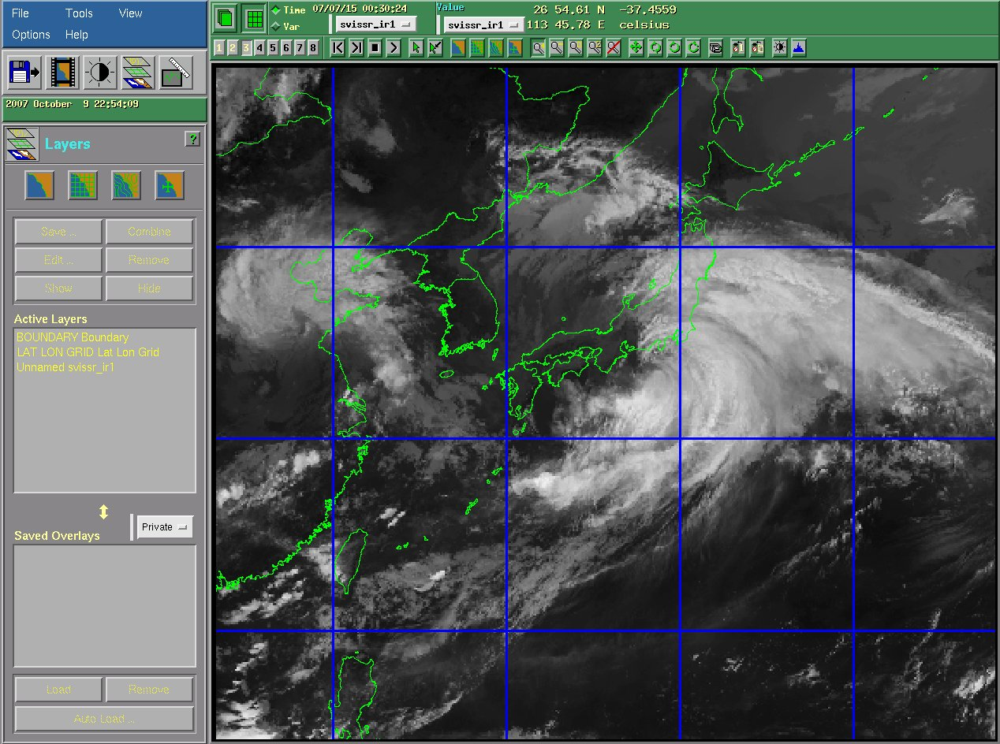 File Tools View
Options Help
Time 07/07/15 00:30:24
Var svissr_ir1
Value
svissr_ir1
26 54.61 N -37.4559
113 45.78 E celsius
1 2 3 4 5 6 7 8
2007 October 9 22:54:09
Layers
?
Save ... Combine
Edit ... Remove
Show Hide
Active Layers
BOUNDARY Boundary
LAT LON GRID Lat Lon Grid
Unnamed svissr_ir1
Private
Saved Overlays
Load Remove
Auto Load ...